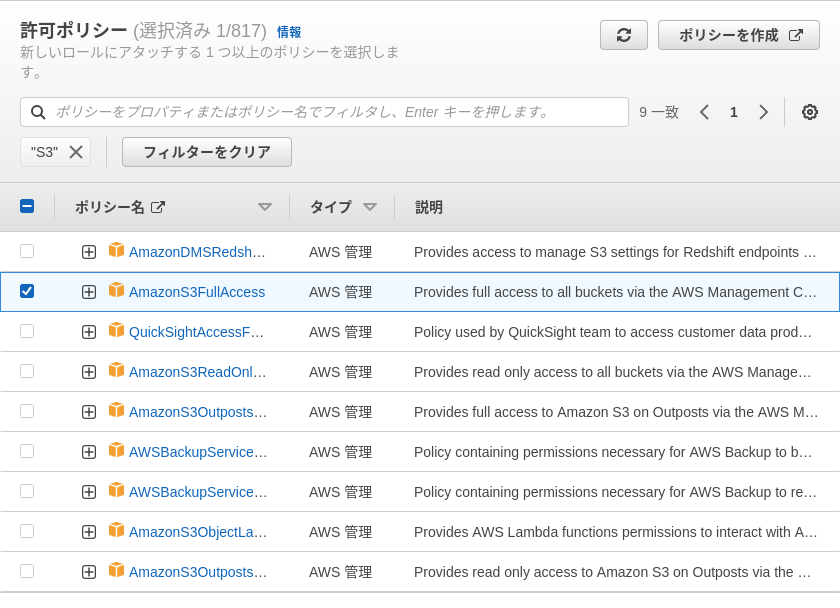 許可ポリシー (選択済み 1/817) 情報
新しいロールにアタッチする 1 つ以上のポリシーを選択しま
す。
ポリシーを作成
ポリシーをプロパティまたはポリシー名でフィルタし、Enter キーを押します。 9 一致 1
"S3" フィルターをクリア
ポリシー名 タイプ 説明
AmazonDMSRedsh… AWS 管理 Provides access to manage S3 settings for Redshift endpoints …
AmazonS3FullAccess AWS 管理 Provides full access to all buckets via the AWS Management C…
QuickSightAccessF… AWS 管理 Policy used by QuickSight team to access customer data prod…
AmazonS3ReadOnl… AWS 管理 Provides read only access to all buckets via the AWS Manage…
AmazonS3Outposts… AWS 管理 Provides full access to Amazon S3 on Outposts via the AWS M…
AWSBackupService… AWS 管理 Policy containing permissions necessary for AWS Backup to b…
AWSBackupService… AWS 管理 Policy containing permissions necessary for AWS Backup to re…
AmazonS3ObjectLa… AWS 管理 Provides AWS Lambda functions permissions to interact with A…
AmazonS3Outposts… AWS 管理 Provides read only access to Amazon S3 on Outposts via the …